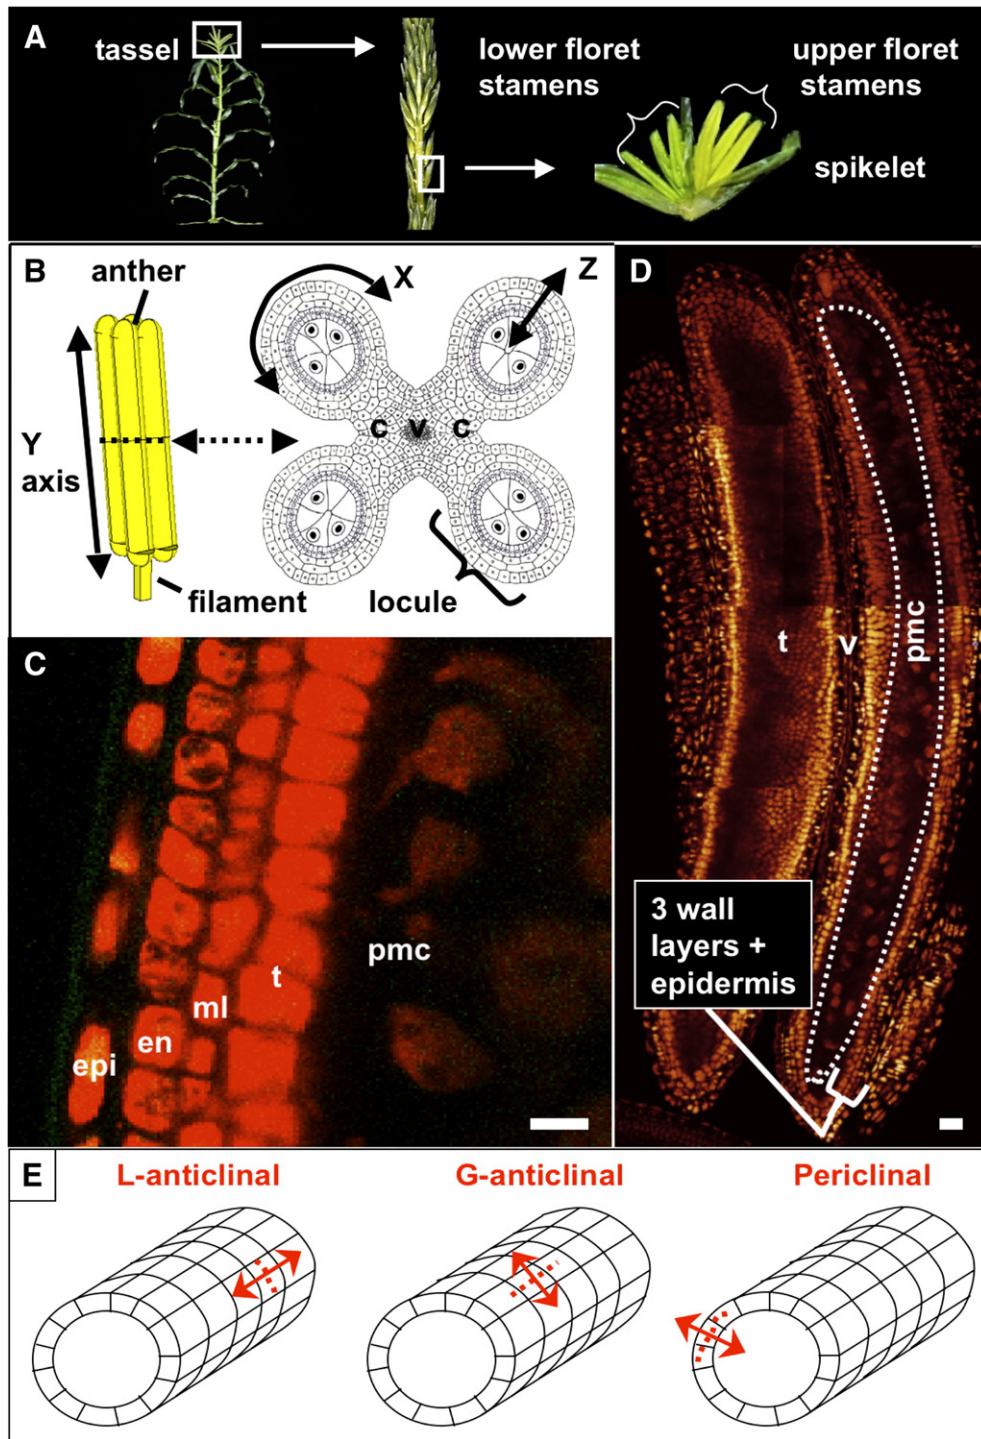 A
tassel
lower floret
stamens
upper floret
stamens
spikelet
B
anther
Y
axis
filament
X
Z
C V C
locule
C
epi
en
ml
t
pmc
D
t
v
pmc
3 wall
layers +
epidermis
E
L-anticlinal
G-anticlinal
Periclinal